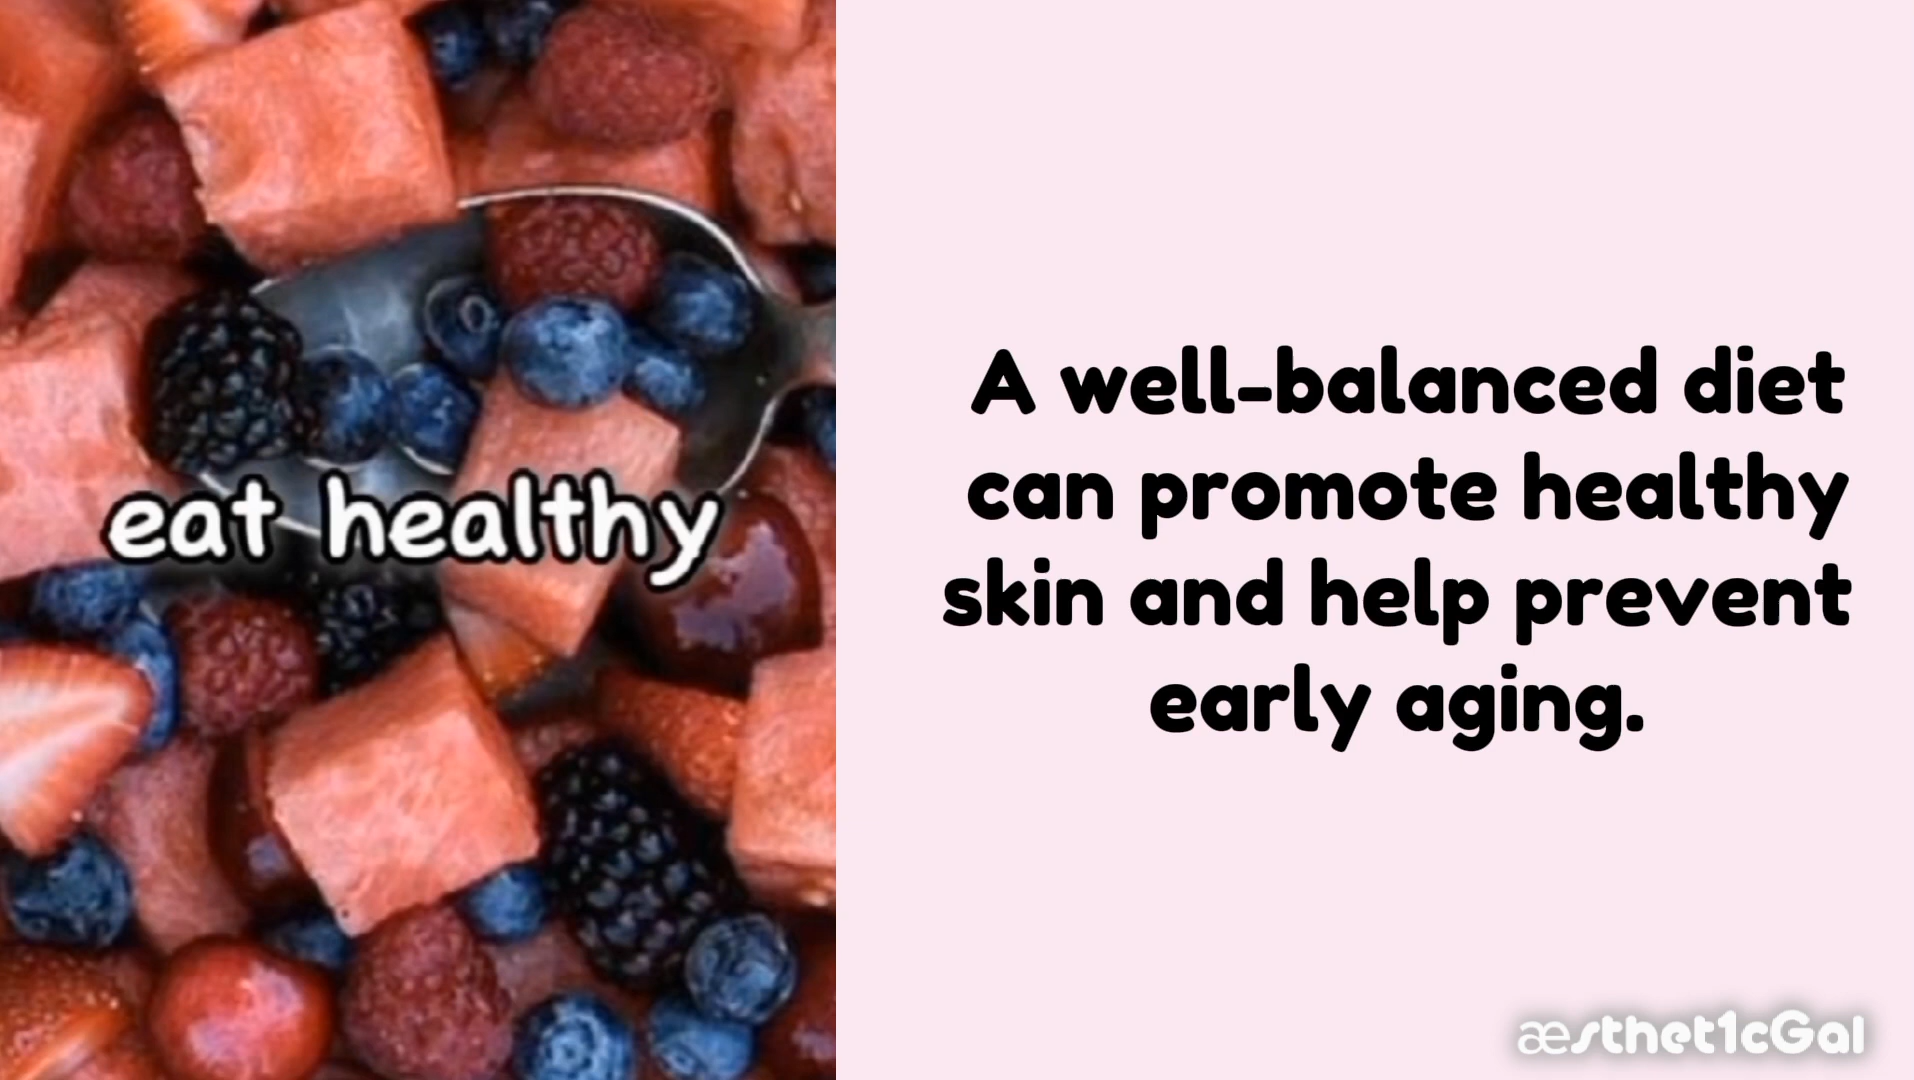 eat healthy
A well-balanced diet
can promote healthy
skin and help prevent
early aging.
æsthet1cGal